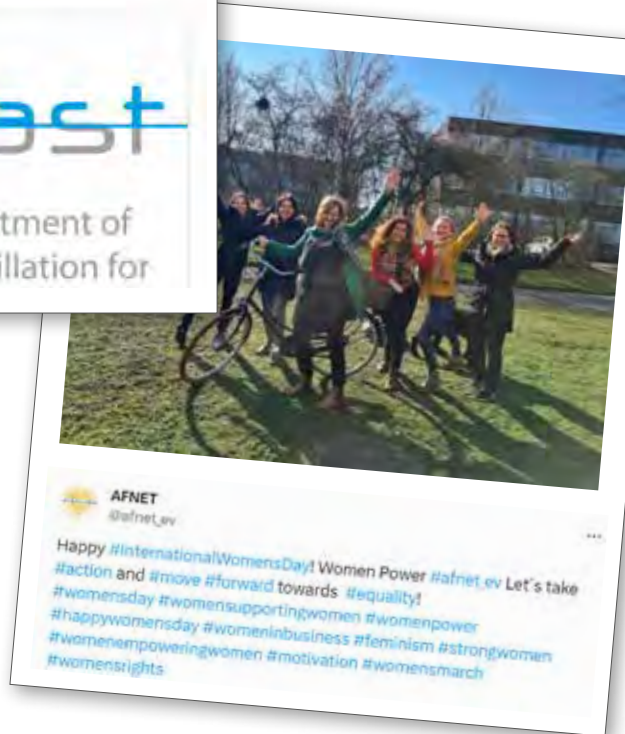 ast
tment of
illation for
AFNET
@afnet_ev
Happy #InternationalWomensDay! Women Power #afnet_ev Let´s take
#action and #move #forward towards #equality!
#womensday #womensupportingwomen #womenpower
#happywomensday #womeninbusiness #feminism #strongwomen
#womenempoweringwomen #motivation #womensmarch
#womensrights